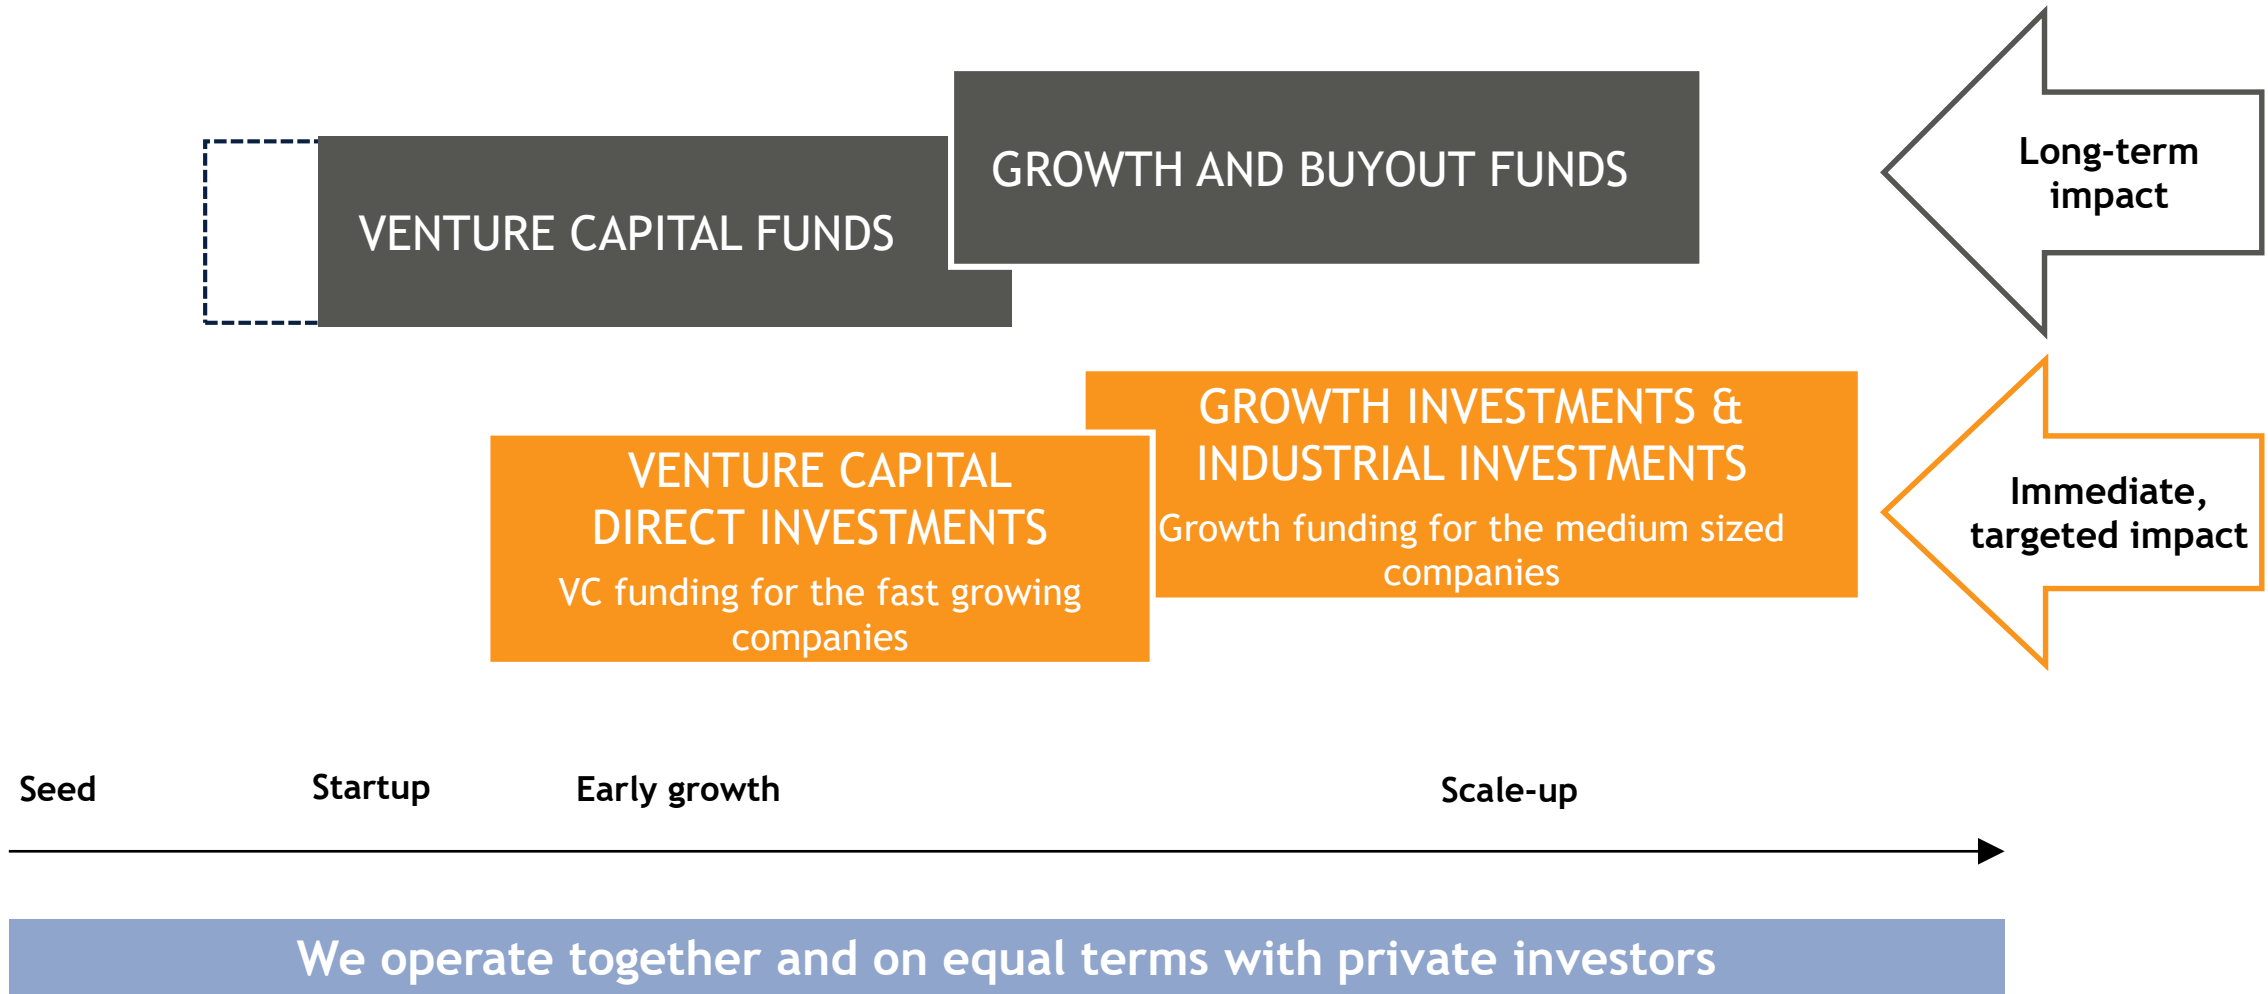 GROWTH AND BUYOUT FUNDS
VENTURE CAPITAL FUNDS
Long-term
impact
GROWTH INVESTMENTS &
INDUSTRIAL INVESTMENTS
Growth funding for the medium sized
companies
VENTURE CAPITAL
DIRECT INVESTMENTS
VC funding for the fast growing
companies
Immediate,
targeted impact
Seed
Startup
Early growth
Scale-up
We operate together and on equal terms with private investors